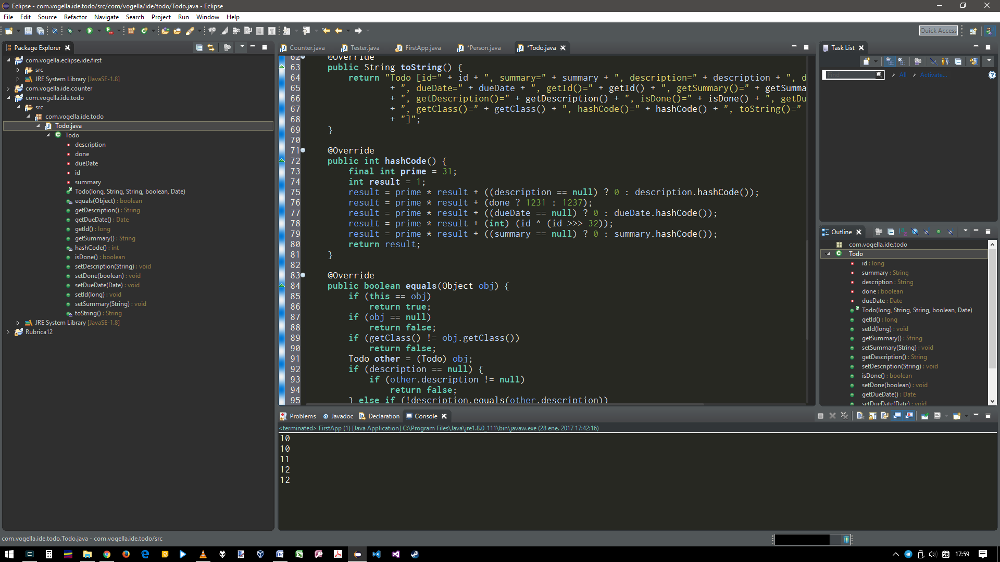 Eclipse - com.vogella.ide.todo/src/com/vogella/ide/todo/Todo.java - Eclipse
File Edit Source Refactor Navigate Search Project Run Window Help
Quick Access
Package Explorer
com.vogella.eclipse.ide.first
src
JRE System Library [JavaSE-1.8]
com.vogella.ide.counter
com.vogella.ide.todo
src
com.vogella.ide.todo
Todo.java
Todo
description
done
dueDate
id
summary
Todo(long, String, String, boolean, Date)
equals(Object) : boolean
getDescription() : String
getDueDate() : Date
getId() : long
getSummary() : String
hashCode() : int
isDone() : boolean
setDescription(String) : void
setDone(boolean) : void
setDueDate(Date) : void
setId(long) : void
setSummary(String) : void
toString() : String
JRE System Library [JavaSE-1.8]
Rubrica12
Counter.java Tester.java FirstApp.java *Person.java *Todo.java
62 @Override
63 public String toString() {
64 return "Todo [id=" + id + ", summary=" + summary + ", description=" + description + ", d
65 + ", dueDate=" + dueDate + ", getId()=" + getId() + ", getSummary()=" + getSumma
66 + ", getDescription()=" + getDescription() + ", isDone()=" + isDone() + ", getDu
67 + ", getClass()=" + getClass() + ", hashCode()=" + hashCode() + ", toString()="
68 + "]";
69 }
70
71 @Override
72 public int hashCode() {
73 final int prime = 31;
74 int result = 1;
75 result = prime * result + ((description == null) ? 0 : description.hashCode());
76 result = prime * result + (done ? 1231 : 1237);
77 result = prime * result + ((dueDate == null) ? 0 : dueDate.hashCode());
78 result = prime * result + (int) (id ^ (id >>> 32));
79 result = prime * result + ((summary == null) ? 0 : summary.hashCode());
80 return result;
81 }
82
83 @Override
84 public boolean equals(Object obj) {
85 if (this == obj)
86 return true;
87 if (obj == null)
88 return false;
89 if (getClass() != obj.getClass())
90 return false;
91 Todo other = (Todo) obj;
92 if (description == null) {
93 if (other.description != null)
94 return false;
95 } else if (!description.equals(other.description))
Task List
Find All Activate...
Outline
com.vogella.ide.todo
Todo
id : long
summary : String
description : String
done : boolean
dueDate : Date
Todo(long, String, String, boolean, Date)
getId() : long
setId(long) : void
getSummary() : String
setSummary(String) : void
getDescription() : String
setDescription(String) : void
isDone() : boolean
setDone(boolean) : void
getDueDate() : Date
setDueDate(Date) : void
Problems Javadoc Declaration Console
<terminated> FirstApp (1) [Java Application] C:\Program Files\Java\jre1.8.0_111\bin\javaw.exe (28 ene. 2017 17:42:16)
10
10
11
12
12
com.vogella.ide.todo.Todo.java - com.vogella.ide.todo/src
28 17:59